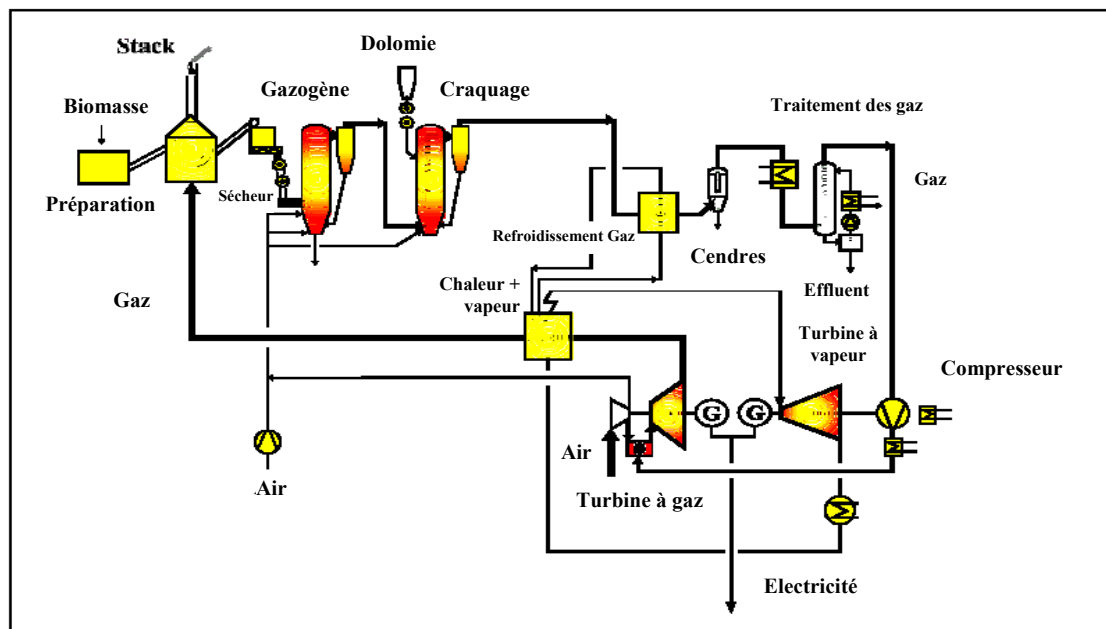 Stack
Dolomie
Gazogène
Craquage
Biomasse
Traitement des gaz
Gaz
Sécheur
Préparation
Refroidissement Gaz
Cendres
Chaleur +
vapeur
Effluent
Gaz
Turbine à
vapeur
Compresseur
G
G
Air
Air
Turbine à gaz
Electricité